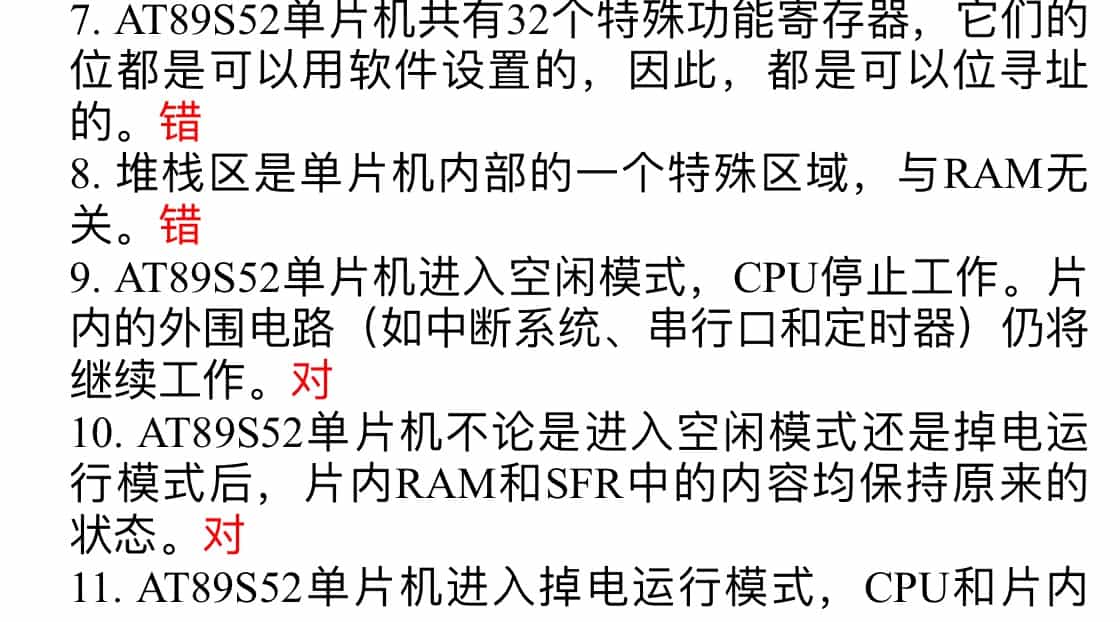 7. AT89S52单片机共有32个特殊功能寄存器，它们的
位都是可以用软件设置的，因此，都是可以位寻址
的。错
8. 堆栈区是单片机内部的一个特殊区域，与RAM无
关。错
9. AT89S52单片机进入空闲模式，CPU停止工作。片
内的外围电路（如中断系统、串行口和定时器）仍将
继续工作。对
10. AT89S52单片机不论是进入空闲模式还是掉电运
行模式后，片内RAM和SFR中的内容均保持原来的
状态。对
11. AT89S52单片机进入掉电运行模式，CPU和片内